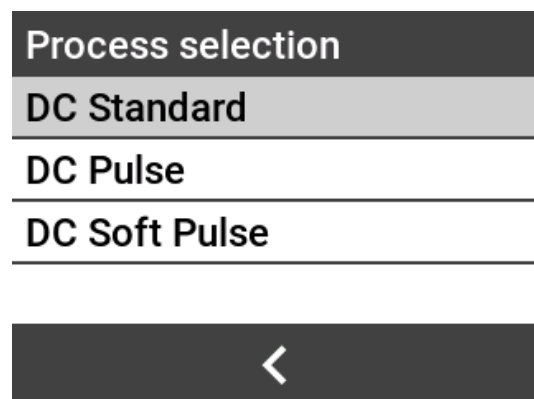 Process selection
DC Standard
DC Pulse
DC Soft Pulse